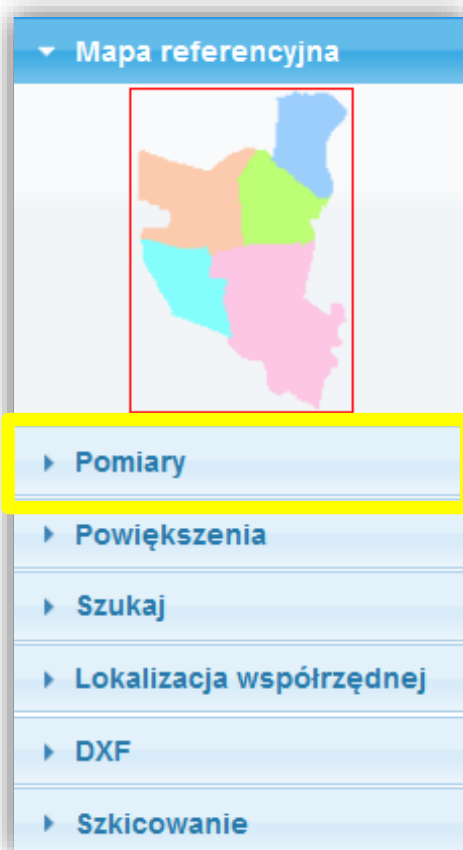 Mapa referencyjna
Pomiary
Powiększenia
Szukaj
Lokalizacja współrzędnej
DXF
Szkicowanie